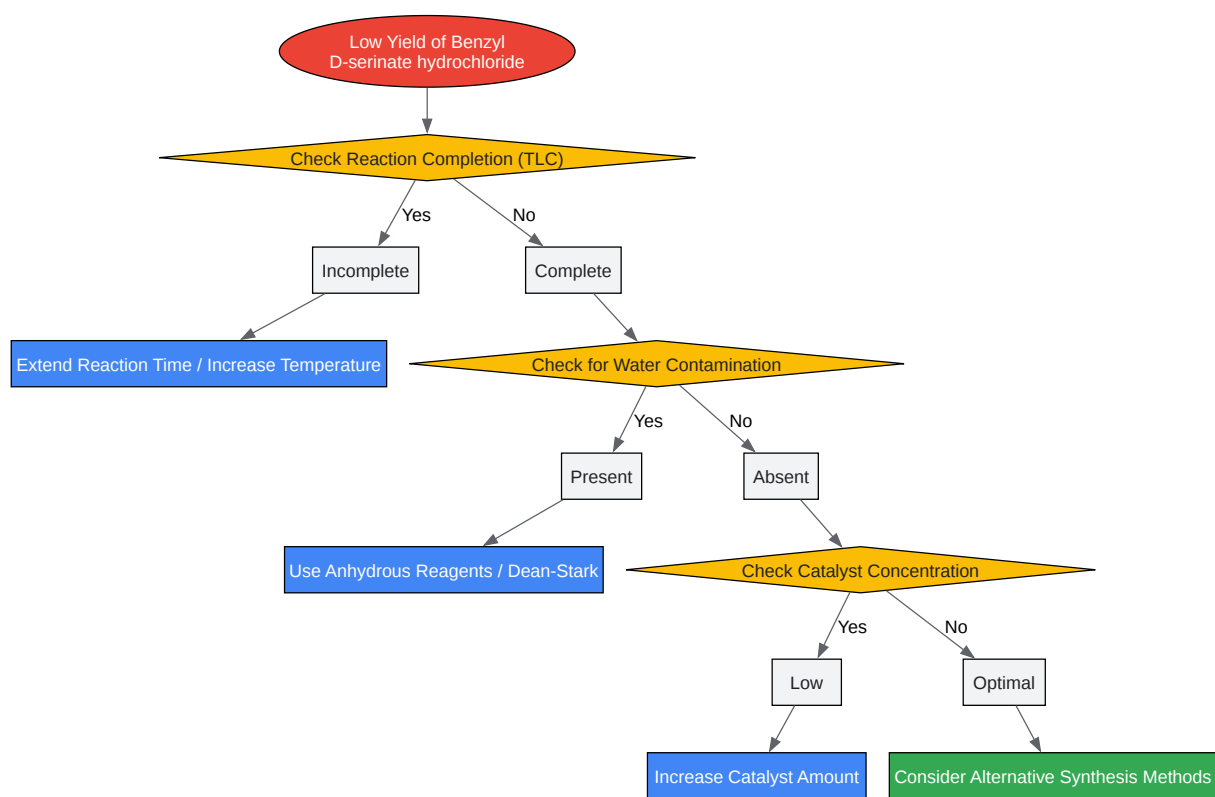 Low Yield of Benzyl
D-serinate hydrochloride
Check Reaction Completion (TLC)
Yes
No
Incomplete
Complete
Extend Reaction Time / Increase Temperature
Check for Water Contamination
Yes
No
Present
Absent
Use Anhydrous Reagents / Dean-Stark
Check Catalyst Concentration
Yes
No
Low
Optimal
Increase Catalyst Amount
Consider Alternative Synthesis Methods